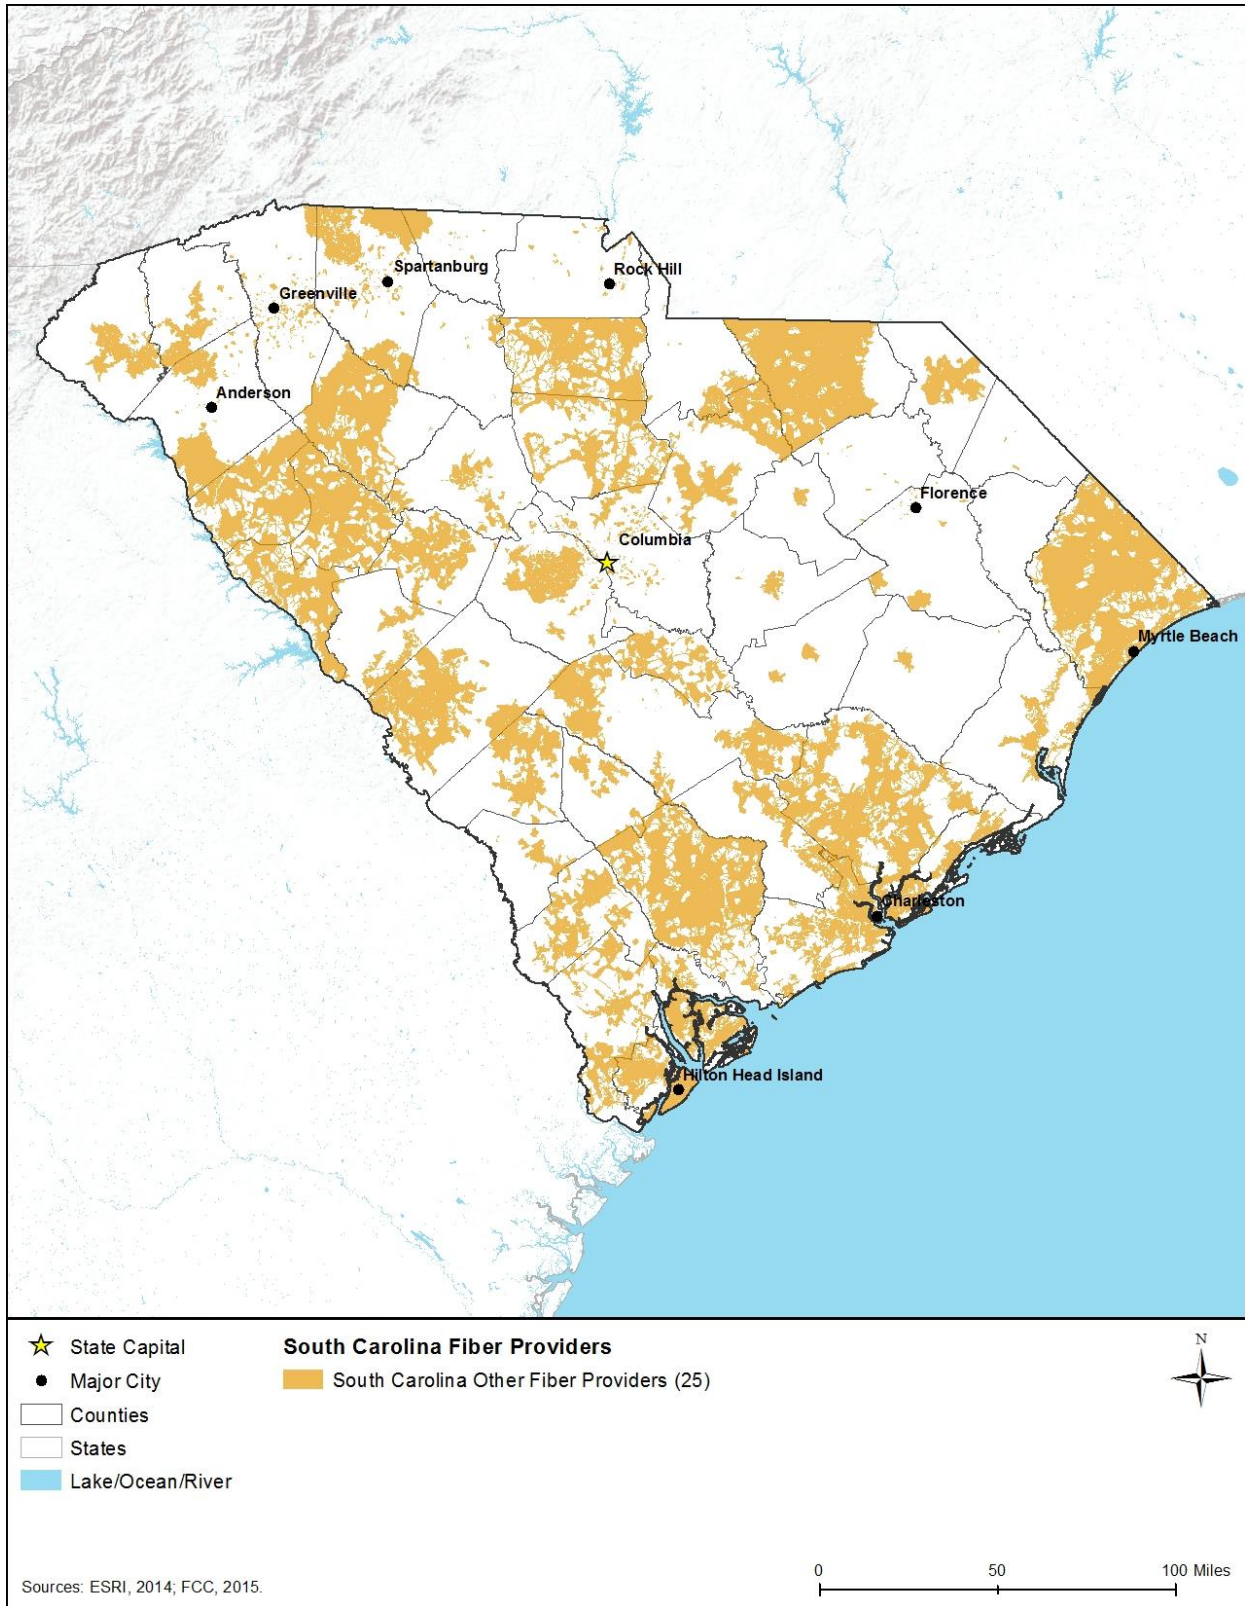 Spartanburg
Rock Hill
Greenville
Anderson
Florence
Columbia
Myrtle Beach
Charleston
Hilton Head Island
State Capital
South Carolina Fiber Providers
N
Major City
South Carolina Other Fiber Providers (25)
Counties
States
Lake/Ocean/River
0 50 100 Miles
Sources: ESRI, 2014; FCC, 2015.